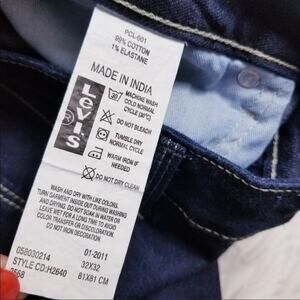 PCL-001
99% COTTON
1% ELASTANE
MADE IN INDIA
Levi's
30
MACHINE WASH
COLD NORMAL
CYCLE (30°C)
DO NOT BLEACH
TUMBLE DRY
NORMAL CYCLE
WARM IRON IF
NEEDED
DO NOT DRY CLEAN
WASH AND DRY WITH LIKE COLORS.
TURN GARMENT INSIDE OUT DURING WASHING
AND DRYING. DO NOT SOAK IN WATER OR
LEAVE WET FOR A LONG TIME TO AVOID
COLOR TRANSFER OR DISCOLORATION.
DO NOT IRON DECORATION.
058030214 01-2011
32X32
STYLE CD:H2640 81X81 CM
3568